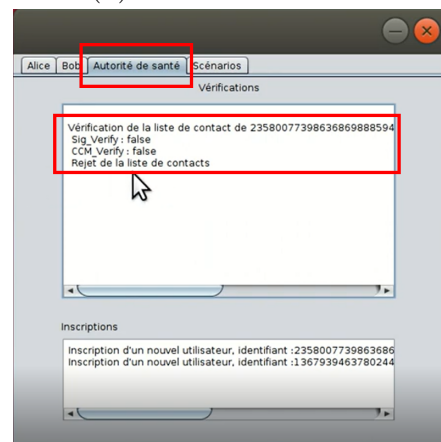 Alice Bob Autorité de santé Scénarios
Vérifications
Vérification de la liste de contact de 23580077398636869888594
Sig_Verify : false
CCM_Verify : false
Rejet de la liste de contacts
Inscriptions
Inscription d'un nouvel utilisateur, identifiant :2358007739863686
Inscription d'un nouvel utilisateur, identifiant :1367939463780244